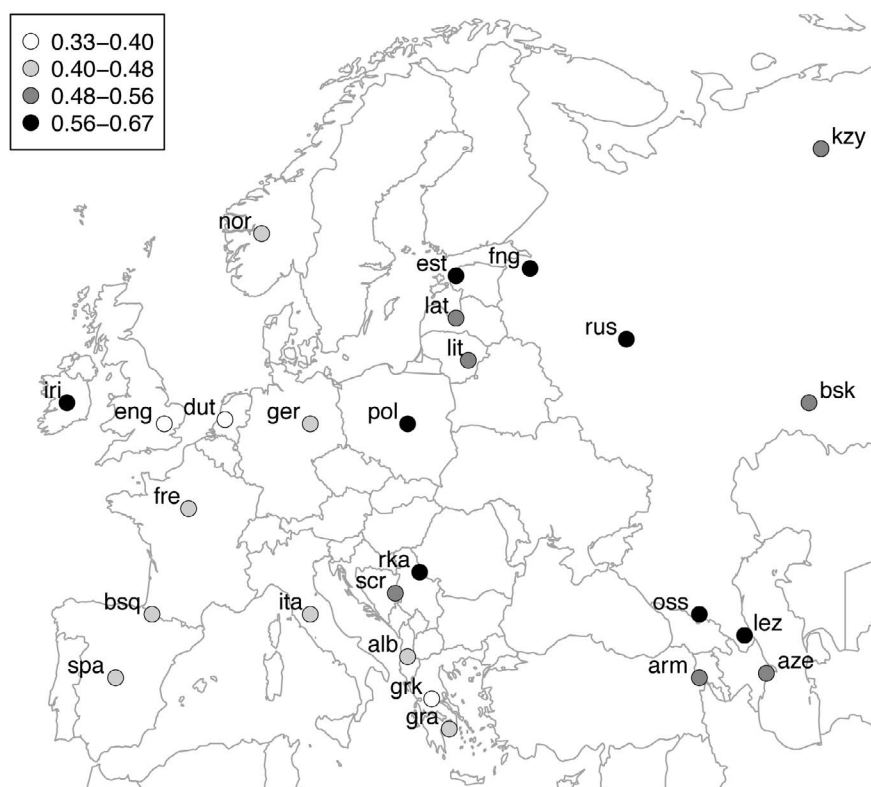 0.33–0.40
0.40–0.48
0.48–0.56
0.56–0.67
kzy
nor
est
fng
lat
rus
lit
iri
eng
dut
ger
pol
bsk
fre
rka
scr
bsq
ita
oss
lez
alb
spa
arm
aze
grk
gra